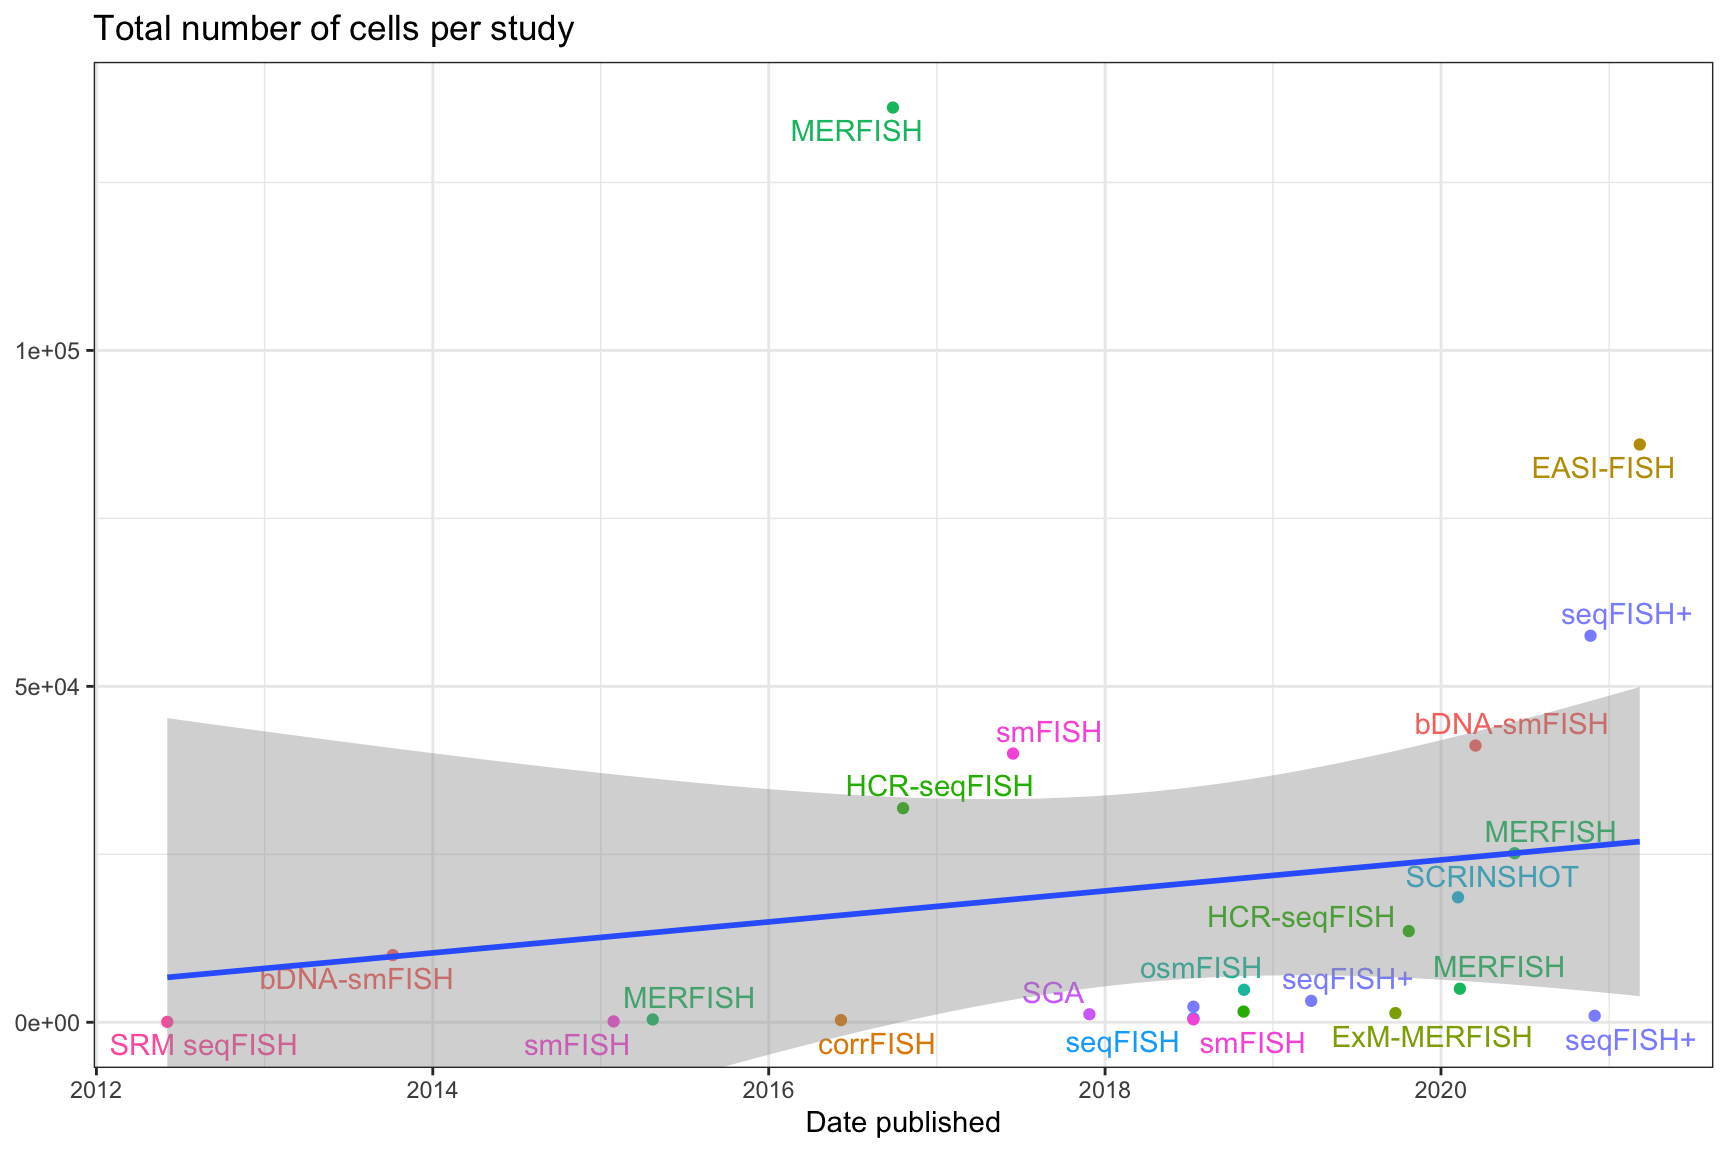 Total number of cells per study
MERFISH
1e+05
EASI-FISH
seqFISH+
5e+04
bDNA-smFISH
smFISH
HCR-seqFISH
MERFISH
SCRINSHOT
HCR-seqFISH
osmFISH
seqFISH+
MERFISH
bDNA-smFISH
MERFISH
SGA
0e+00
SRM seqFISH
smFISH
corrFISH
seqFISH
smFISH
ExM-MERFISH
seqFISH+
2012
2014
2016
2018
2020
Date published